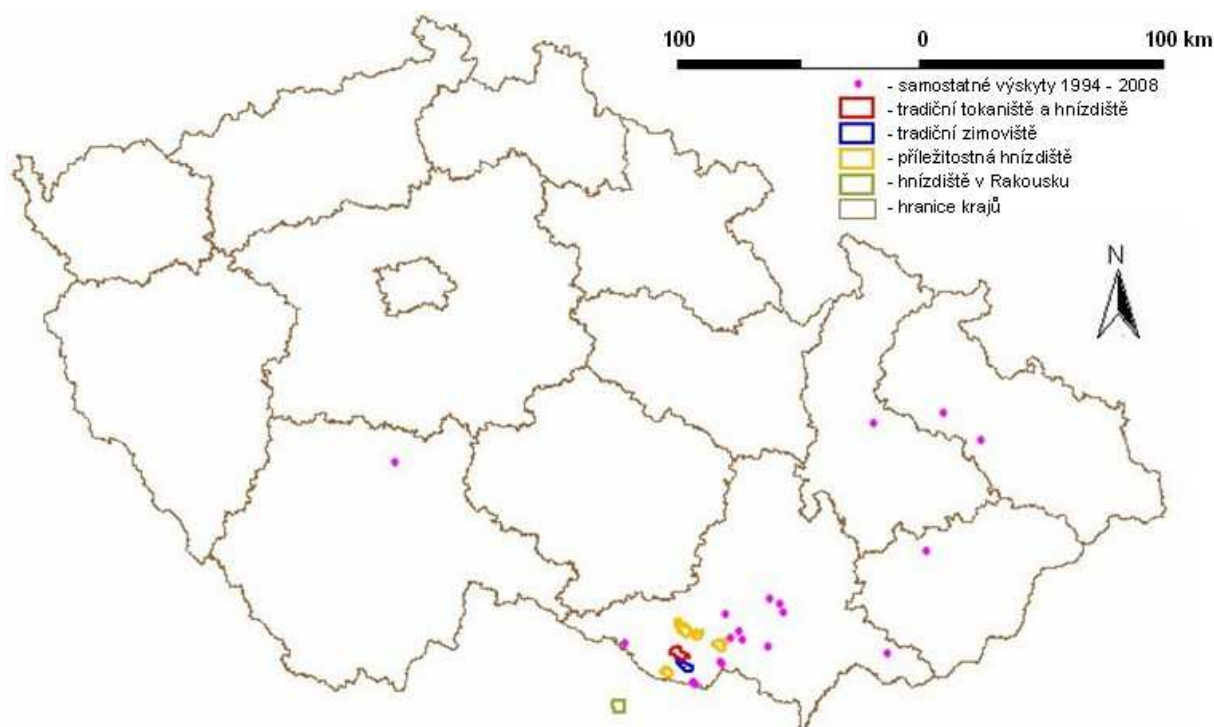 100 0 100 km
- samostatné výskyty 1994 - 2008
- tradiční tokaniště a hnízdiště
- tradiční zimoviště
- příležitostná hnízdiště
- hnízdiště v Rakousku
- hranice krajů
N